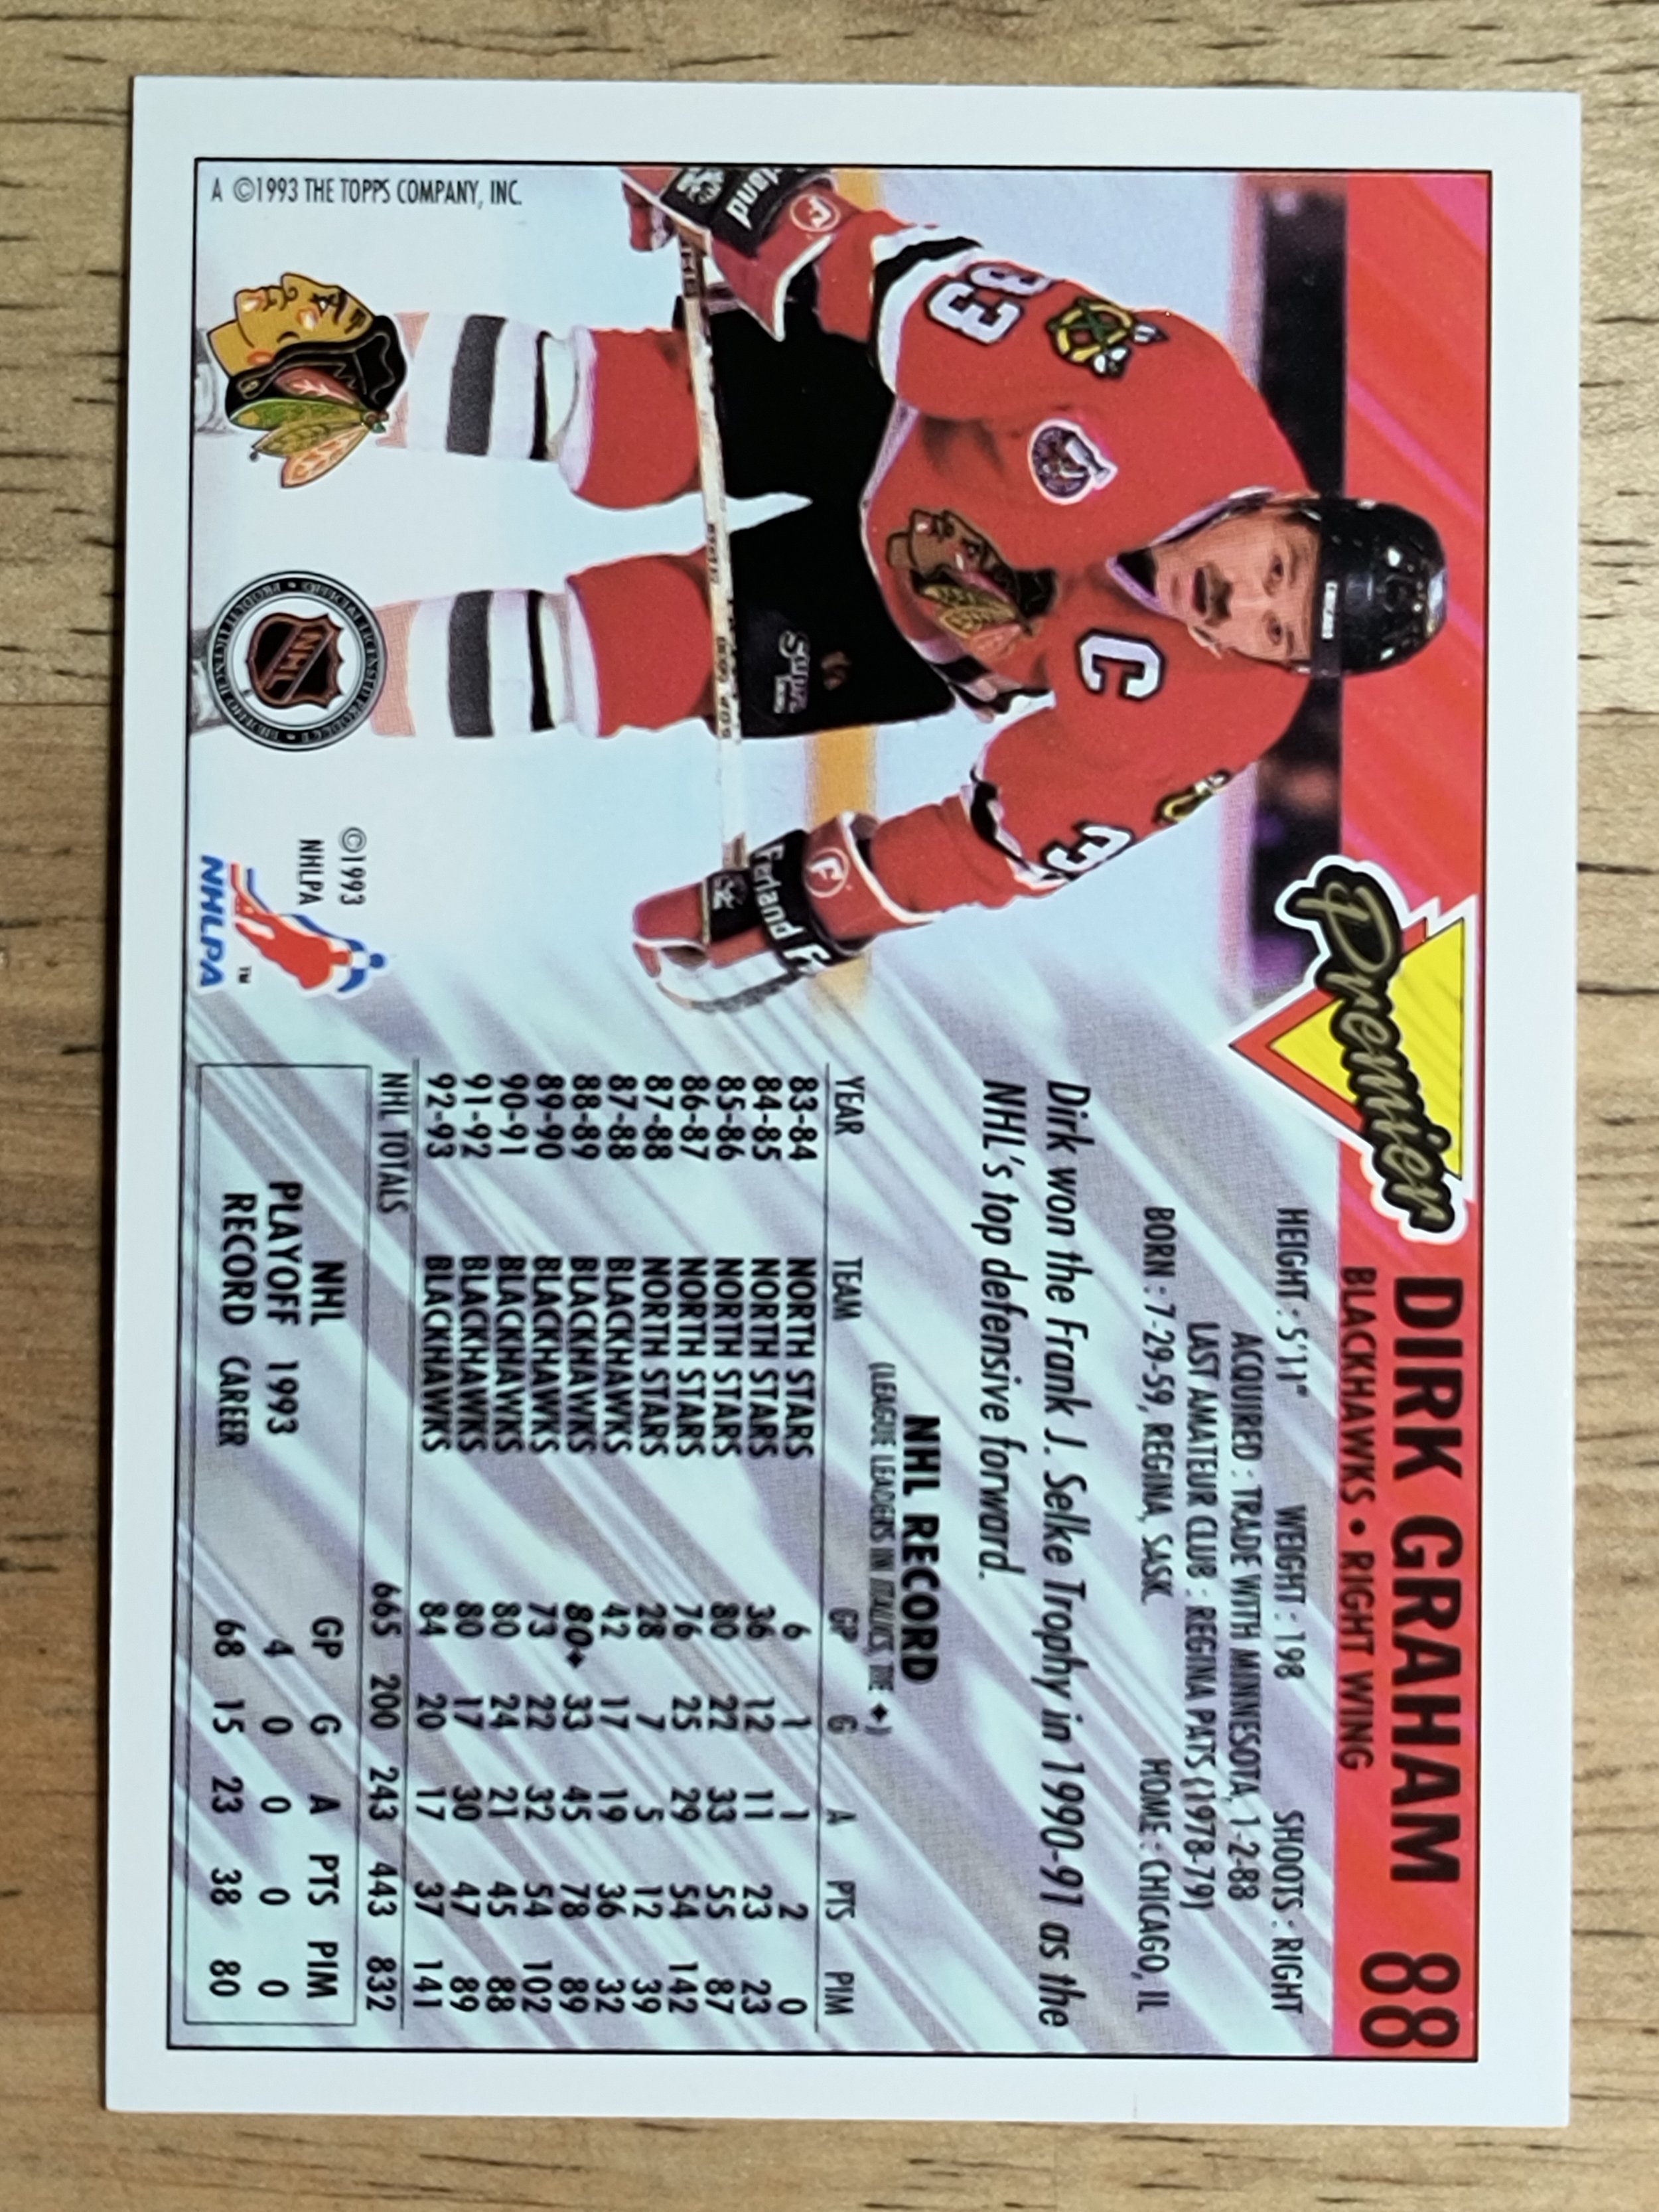 Premier
DIRK GRAHAM 88
BLACKHAWKS • RIGHT WING
HEIGHT : 5'11" WEIGHT : 198 SHOOTS : RIGHT
ACQUIRED : TRADE WITH MINNESOTA, 1-2-88
LAST AMATEUR CLUB : REGINA PATS (1978-79)
BORN : 7-29-59, REGINA, SASK. HOME : CHICAGO, IL
Dirk won the Frank J. Selke Trophy in 1990-91 as the
NHL's top defensive forward.
NHL RECORD
(LEAGUE LEADERS IN ITALICS, TIE ♦)
YEAR TEAM GP G A PTS PIM
83-84 NORTH STARS 6 1 1 2 0
84-85 NORTH STARS 36 12 11 23 23
85-86 NORTH STARS 80 22 33 55 87
86-87 NORTH STARS 76 25 29 54 142
87-88 NORTH STARS 28 7 5 12 39
87-88 BLACKHAWKS 42 17 19 36 32
88-89 BLACKHAWKS 80♦ 33 45 78 89
89-90 BLACKHAWKS 73 22 32 54 102
90-91 BLACKHAWKS 80 24 21 45 88
91-92 BLACKHAWKS 80 17 30 47 89
92-93 BLACKHAWKS 84 20 17 37 141
NHL TOTALS 665 200 243 443 832
NHL GP G A PTS PIM
PLAYOFF 1993 4 0 0 0 0
RECORD CAREER 68 15 23 38 80
C
33
3
Ferland
F
F
Supra
©1993
NHLPA
NHLPA™
NHL
A ©1993 THE TOPPS COMPANY, INC.